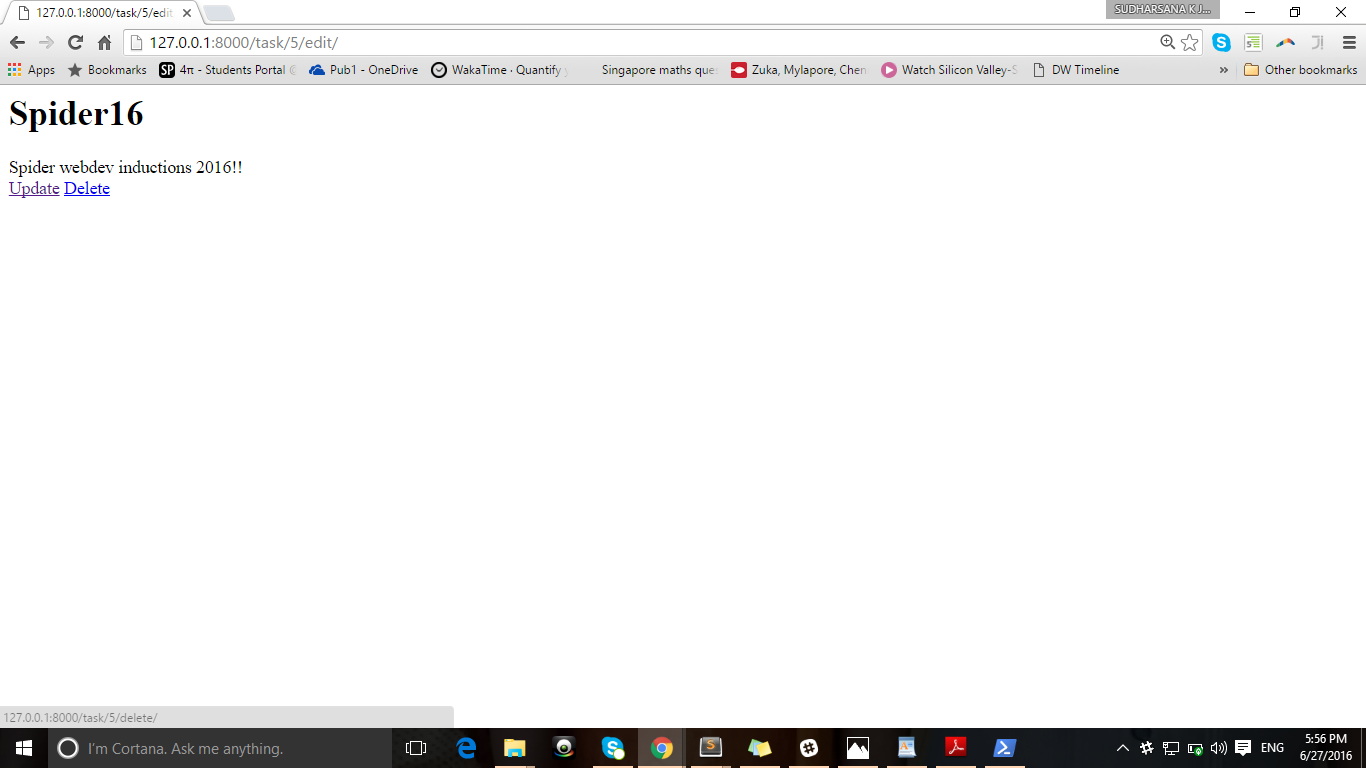 127.0.0.1:8000/task/5/edit
SUDHARSANA K J...
127.0.0.1:8000/task/5/edit/
Apps
Bookmarks
SP 4π - Students Portal
Pub1 - OneDrive
WakaTime · Quantify
Singapore maths que
Zuka, Mylapore, Chen
Watch Silicon Valley-S
DW Timeline
»
Other bookmarks
Spider16
Spider webdev inductions 2016!!
Update Delete
127.0.0.1:8000/task/5/delete/
I'm Cortana. Ask me anything.
ENG
5:56 PM
6/27/2016